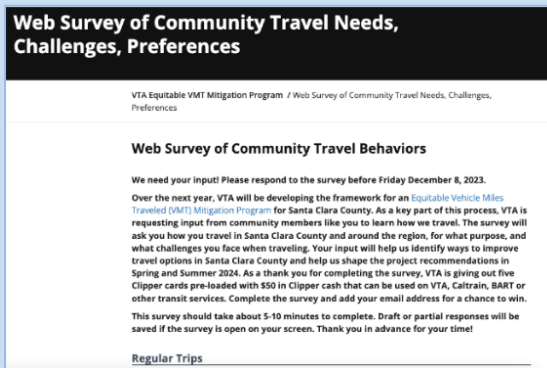 Web Survey of Community Travel Needs,
Challenges, Preferences
VTA Equitable VMT Mitigation Program / Web Survey of Community Travel Needs, Challenges,
Preferences
Web Survey of Community Travel Behaviors
We need your input! Please respond to the survey before Friday December 8, 2023.
Over the next year, VTA will be developing the framework for an Equitable Vehicle Miles
Traveled (VMT) Mitigation Program for Santa Clara County. As a key part of this process, VTA is
requesting input from community members like you to learn how we travel. The survey will
ask you how you travel in Santa Clara County and around the region, for what purpose, and
what challenges you face when traveling. Your input will help us identify ways to improve
travel options in Santa Clara County and help us shape the project recommendations in
Spring and Summer 2024. As a thank you for completing the survey, VTA is giving out five
Clipper cards pre-loaded with $50 in Clipper cash that can be used on VTA, Caltrain, BART or
other transit services. Complete the survey and add your email address for a chance to win.
This survey should take about 5-10 minutes to complete. Draft or partial responses will be
saved if the survey is open on your screen. Thank you in advance for your time!
Regular Trips